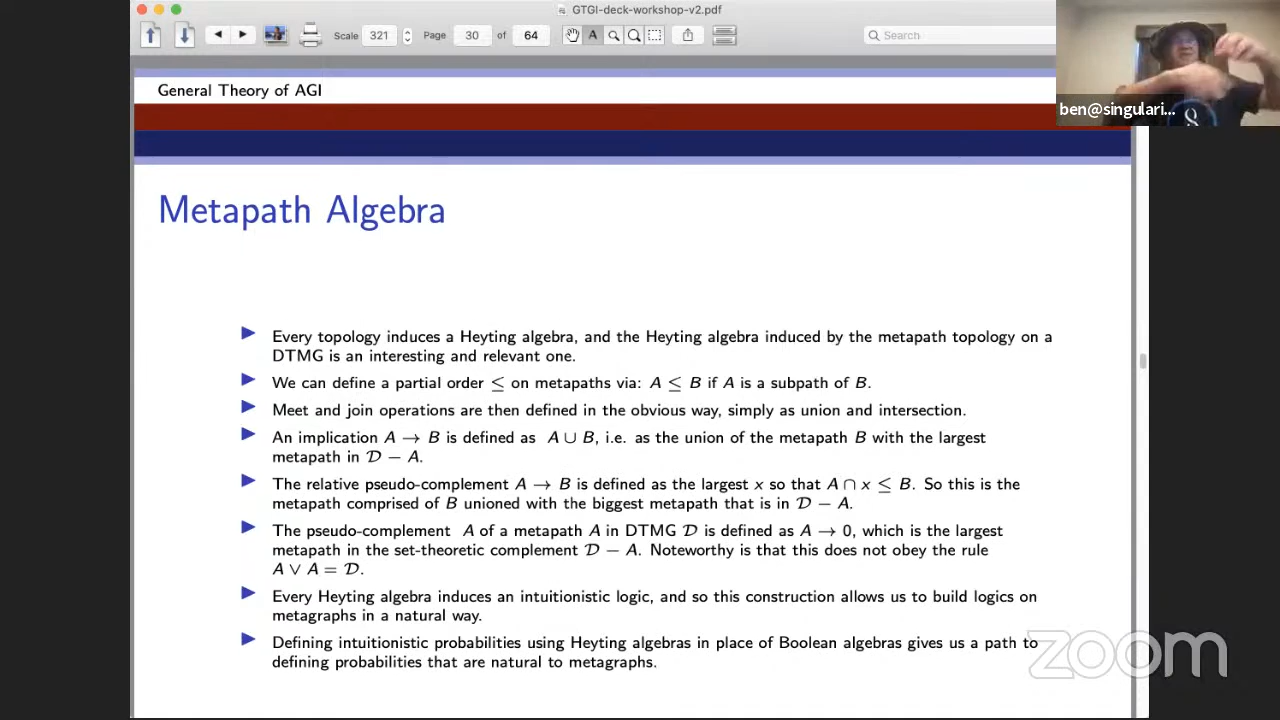 GTGI-deck-workshop-v2.pdf
Scale 321 Page 30 of 64 A Search
ben@singulari...
General Theory of AGI
Metapath Algebra
Every topology induces a Heyting algebra, and the Heyting algebra induced by the metapath topology on a
DTMG is an interesting and relevant one.
We can define a partial order ≤ on metapaths via: A ≤ B if A is a subpath of B.
Meet and join operations are then defined in the obvious way, simply as union and intersection.
An implication A → B is defined as A ∪ B, i.e. as the union of the metapath B with the largest
metapath in 𝒟 − A.
The relative pseudo-complement A → B is defined as the largest x so that A ∩ x ≤ B. So this is the
metapath comprised of B unioned with the biggest metapath that is in 𝒟 − A.
The pseudo-complement A of a metapath A in DTMG 𝒟 is defined as A → 0, which is the largest
metapath in the set-theoretic complement 𝒟 − A. Noteworthy is that this does not obey the rule
A ∨ A = 𝒟.
Every Heyting algebra induces an intuitionistic logic, and so this construction allows us to build logics on
metagraphs in a natural way.
Defining intuitionistic probabilities using Heyting algebras in place of Boolean algebras gives us a path to
defining probabilities that are natural to metagraphs.
zoom